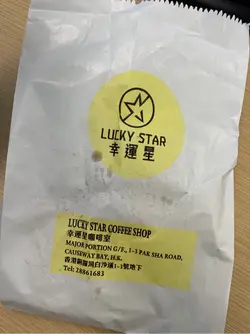 LUCKY STAR
幸運星
LUCKY STAR COFFEE SHOP
幸運星咖啡室
MAJOR PORTION G/F., 1-3 PAK SHA ROAD,
CAUSEWAY BAY, H.K.
香港銅鑼灣白沙道1-3號地下
Tel: 28861683